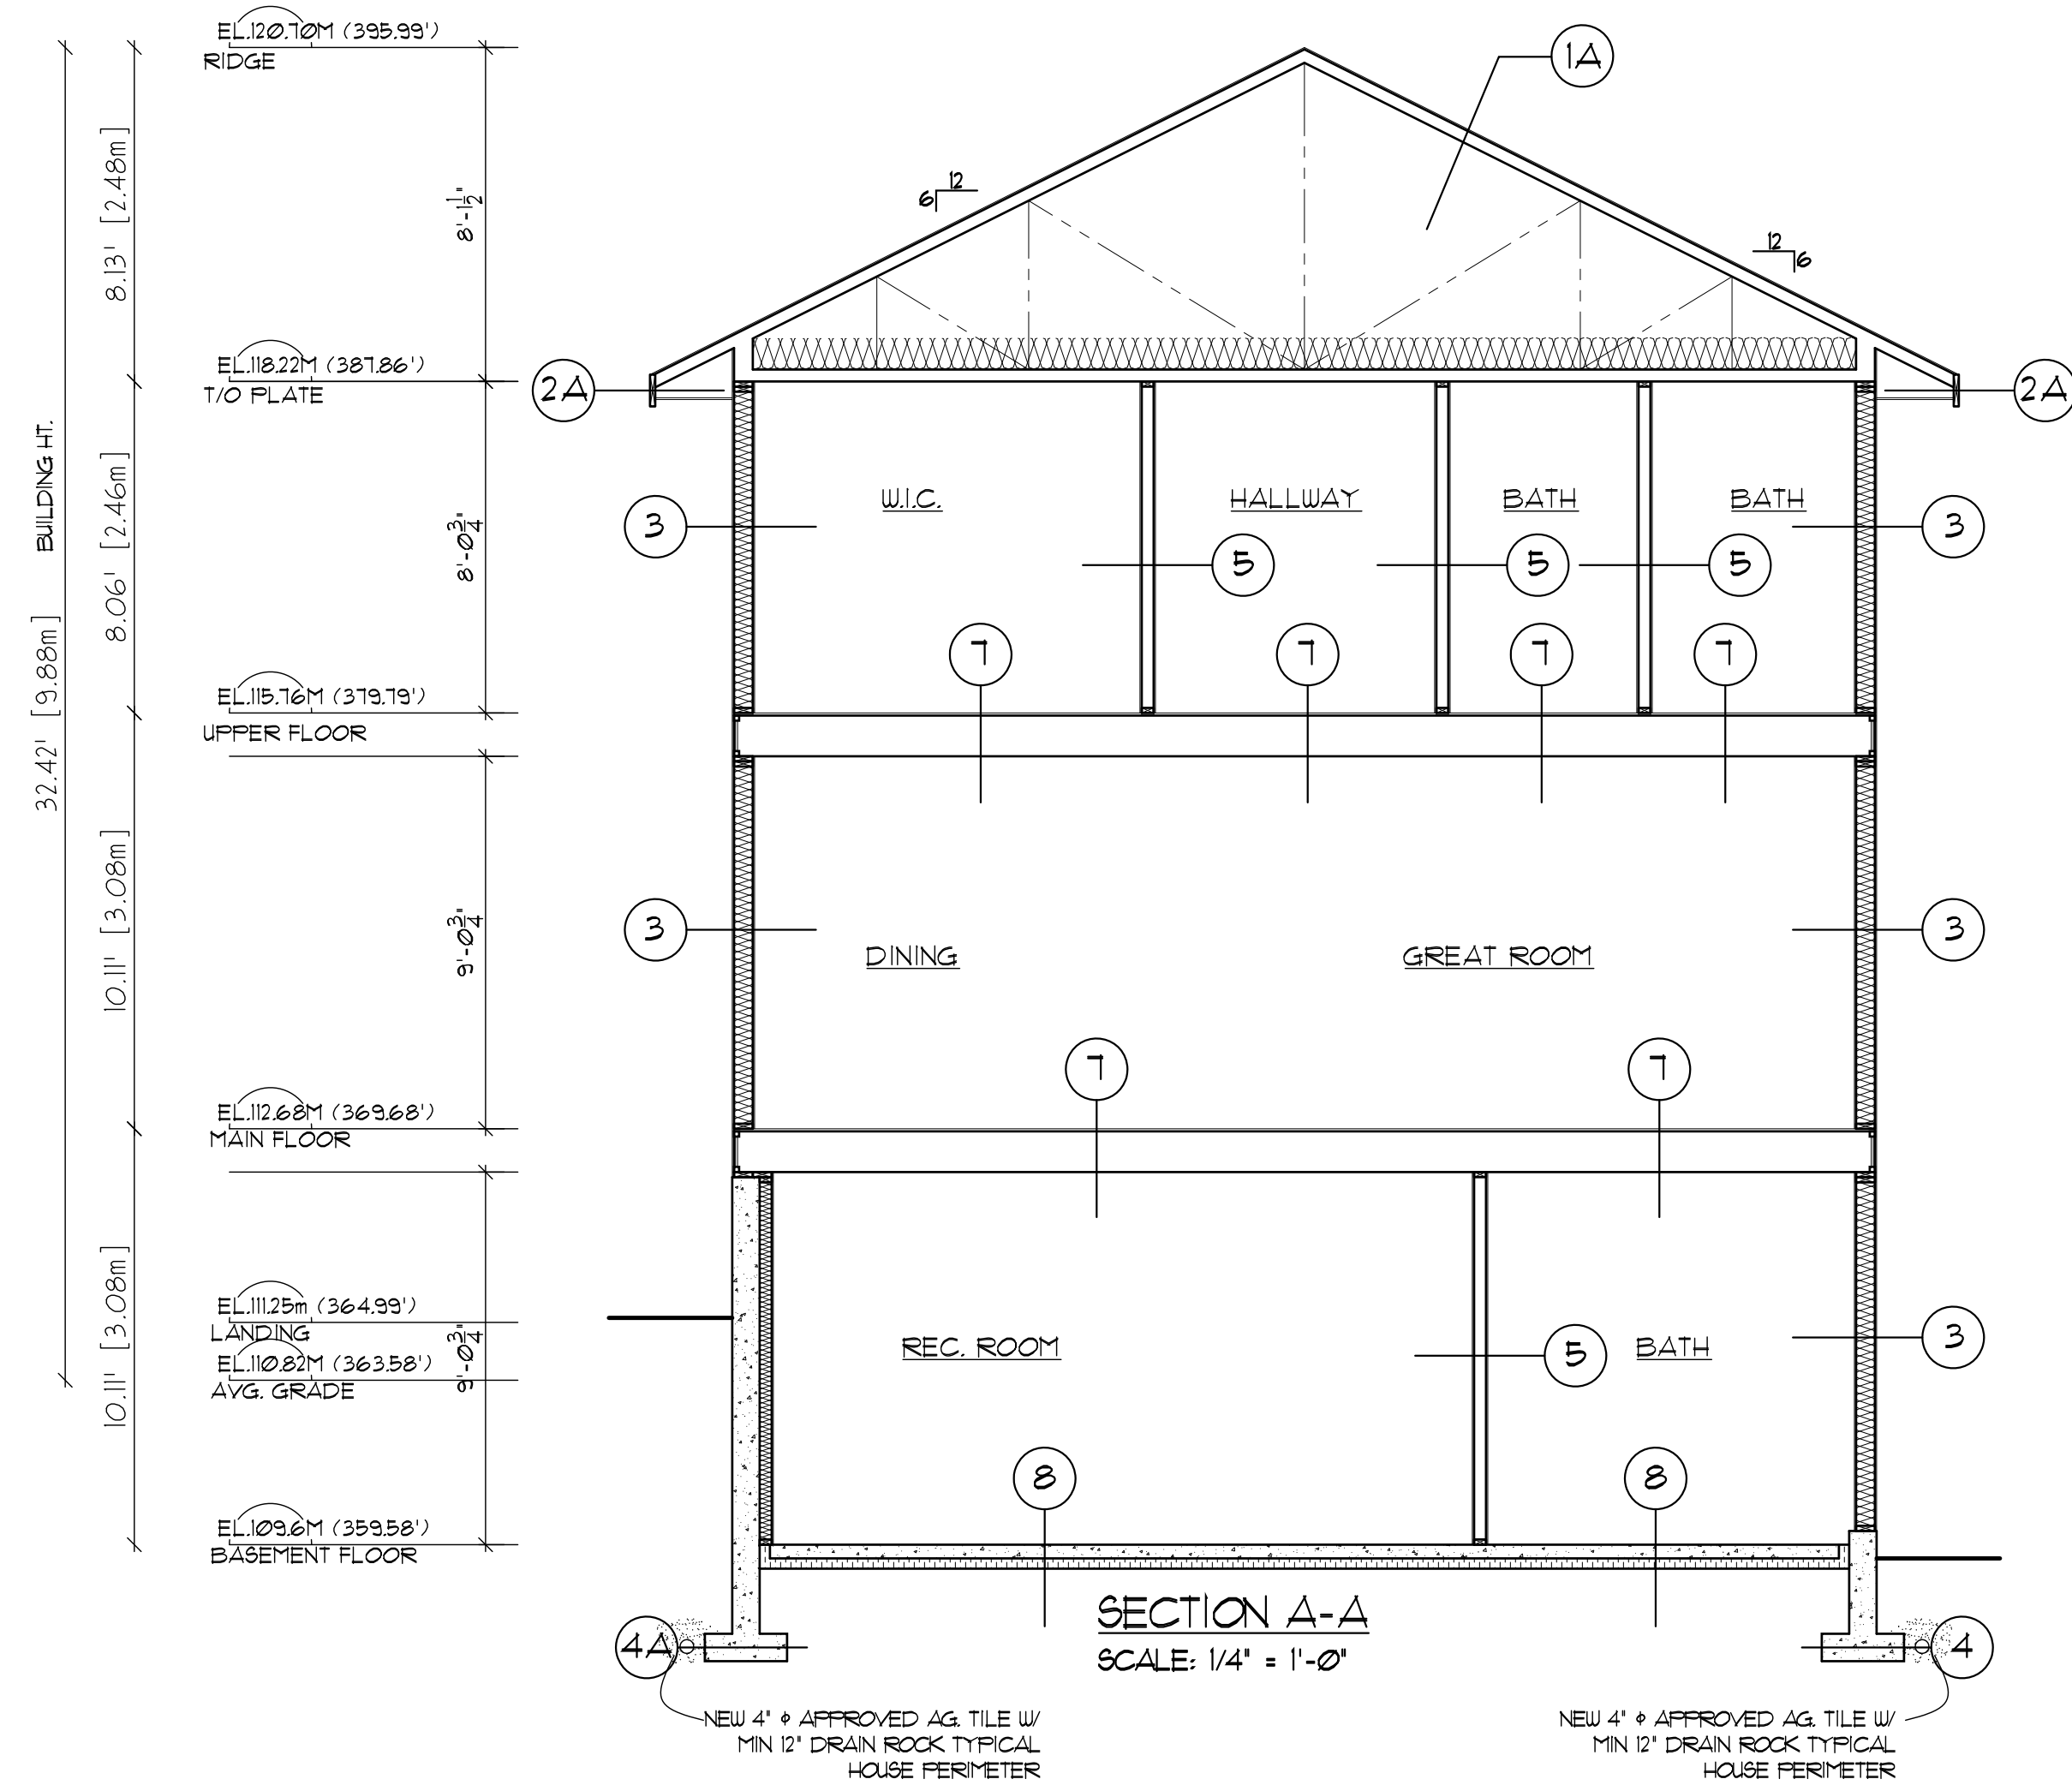 EL.120.70M (395.99')
RIDGE
1A
8.13' [2.48m]
8'-1 1/2"
12
6
12
6
EL.118.22M (387.86')
T/O PLATE
2A
2A
BUILDING HT.
32.42' [9.88m]
8.06' [2.46m]
8'-0 3/4"
W.I.C.
HALLWAY
BATH
BATH
3
3
5
5
5
7
7
7
7
EL.115.76M (379.79')
UPPER FLOOR
10.11' [3.08m]
9'-0 3/4"
3
3
DINING
GREAT ROOM
7
7
EL.112.68M (369.68')
MAIN FLOOR
10.11' [3.08m]
9'-0 3/4"
EL.111.25m (364.99')
LANDING
EL.110.82M (363.58')
AVG. GRADE
REC. ROOM
5
BATH
3
8
8
EL.109.6M (359.58')
BASEMENT FLOOR
SECTION A-A
SCALE: 1/4" = 1'-0"
4A
4
NEW 4" φ APPROVED AG. TILE W/
MIN 12" DRAIN ROCK TYPICAL
HOUSE PERIMETER
NEW 4" φ APPROVED AG. TILE W/
MIN 12" DRAIN ROCK TYPICAL
HOUSE PERIMETER